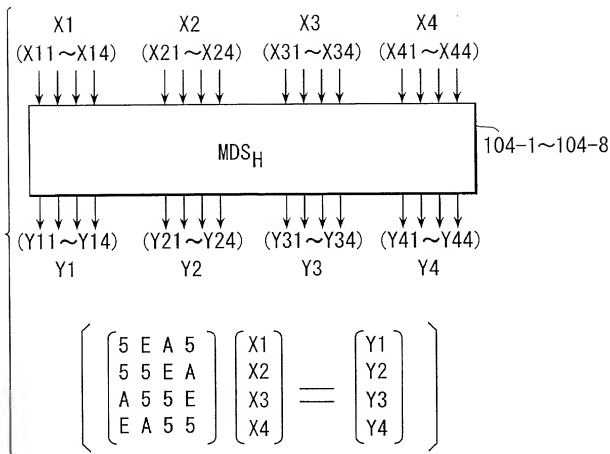 X1 X2 X3 X4
(X11~X14) (X21~X24) (X31~X34) (X41~X44)
MDSH
104-1~104-8
(Y11~Y14) (Y21~Y24) (Y31~Y34) (Y41~Y44)
Y1 Y2 Y3 Y4
5 E A 5 X1 = Y1
5 5 E A X2 Y2
A 5 5 E X3 Y3
E A 5 5 X4 Y4